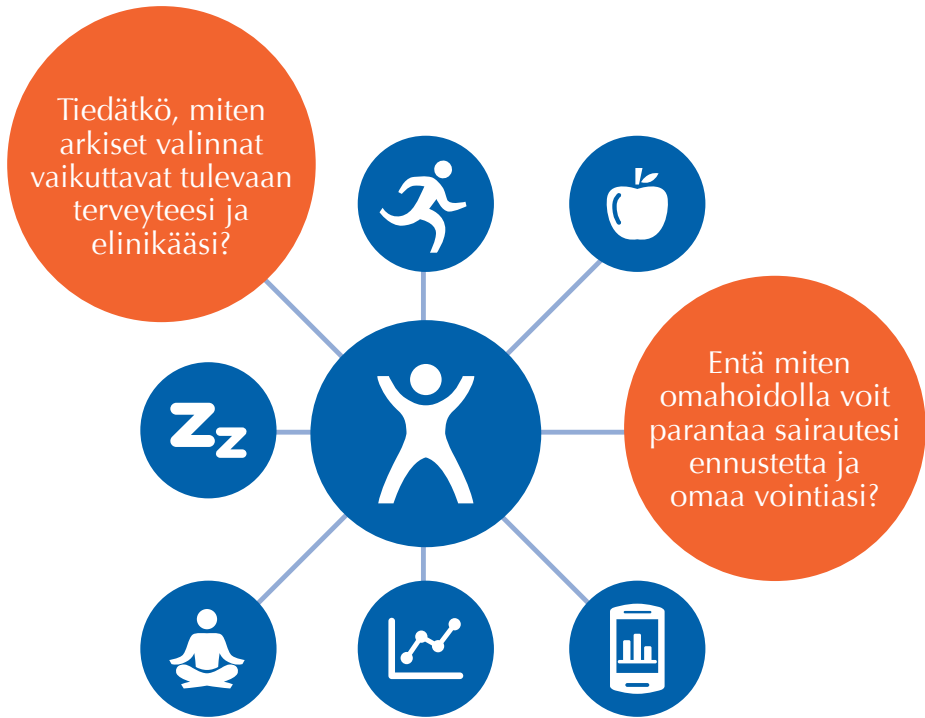 Tiedätkö, miten
arkiset valinnat
vaikuttavat tulevaan
terveyteesi ja
elinikääsi?
Zz
Entä miten
omahoidolla voit
parantaa sairautesi
ennustetta ja
omaa vointiasi?